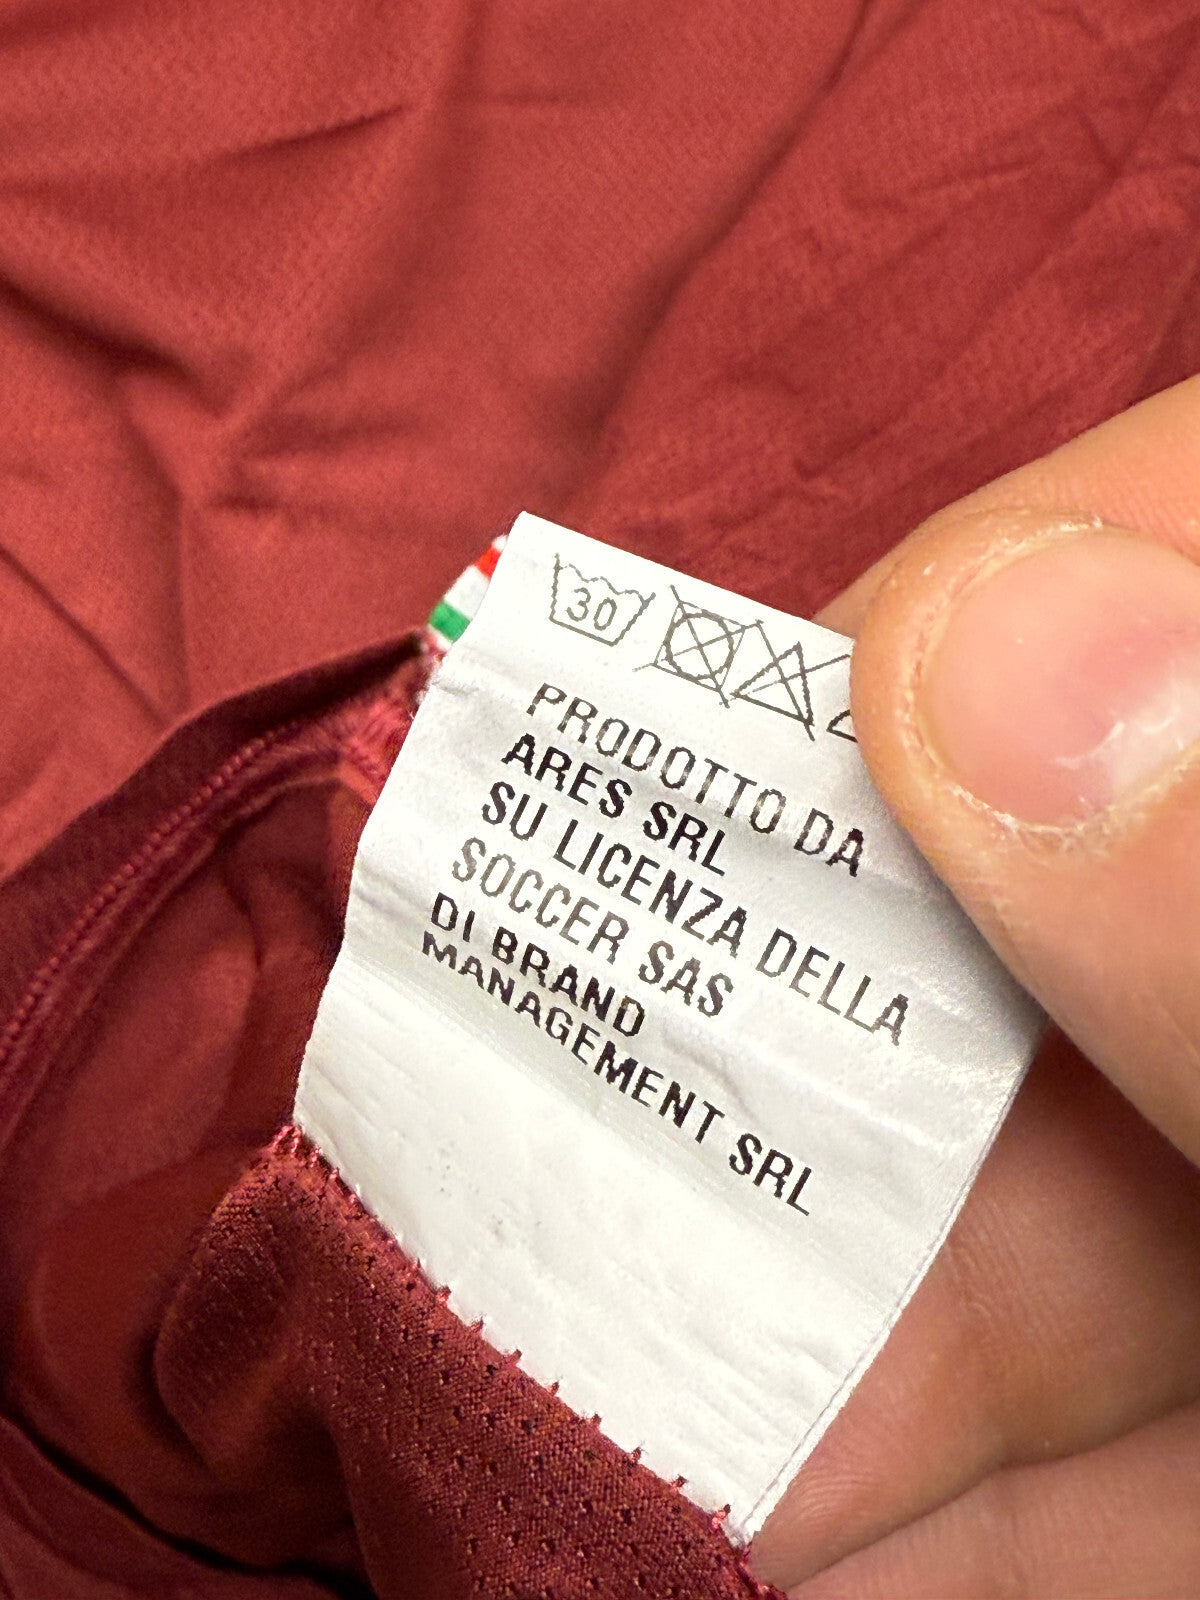 30
PRODOTTO DA
ARES SRL
SU LICENZA DELLA
SOCCER SAS
DI BRAND
MANAGEMENT SRL